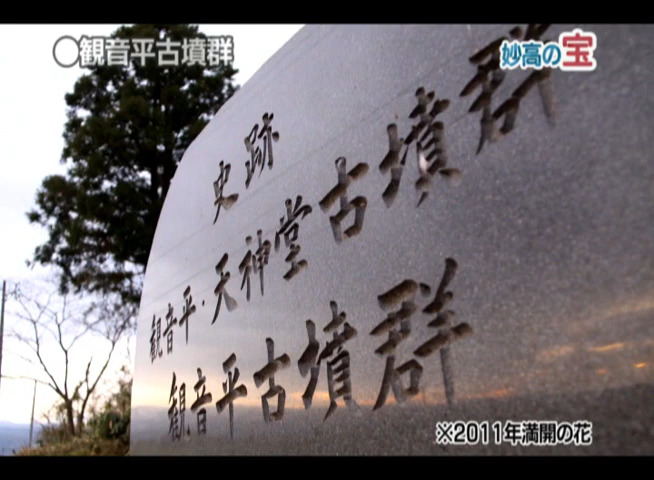 ●観音平古墳群
妙高の宝
史跡
観音平・天神堂古墳群
観音平古墳群
※2011年満開の花